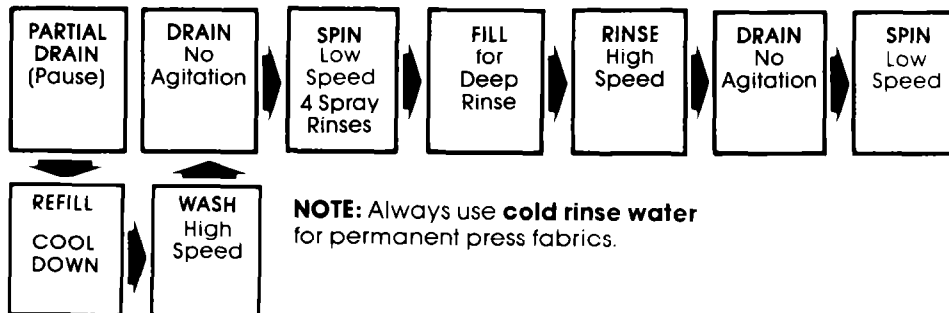 PARTIAL
DRAIN
(Pause)
REFILL
COOL
DOWN
WASH
High
Speed
DRAIN
No
Agitation
SPIN
Low
Speed
4 Spray
Rinses
FILL
for
Deep
Rinse
RINSE
High
Speed
DRAIN
No
Agitation
SPIN
Low
Speed
NOTE: Always use cold rinse water
for permanent press fabrics.